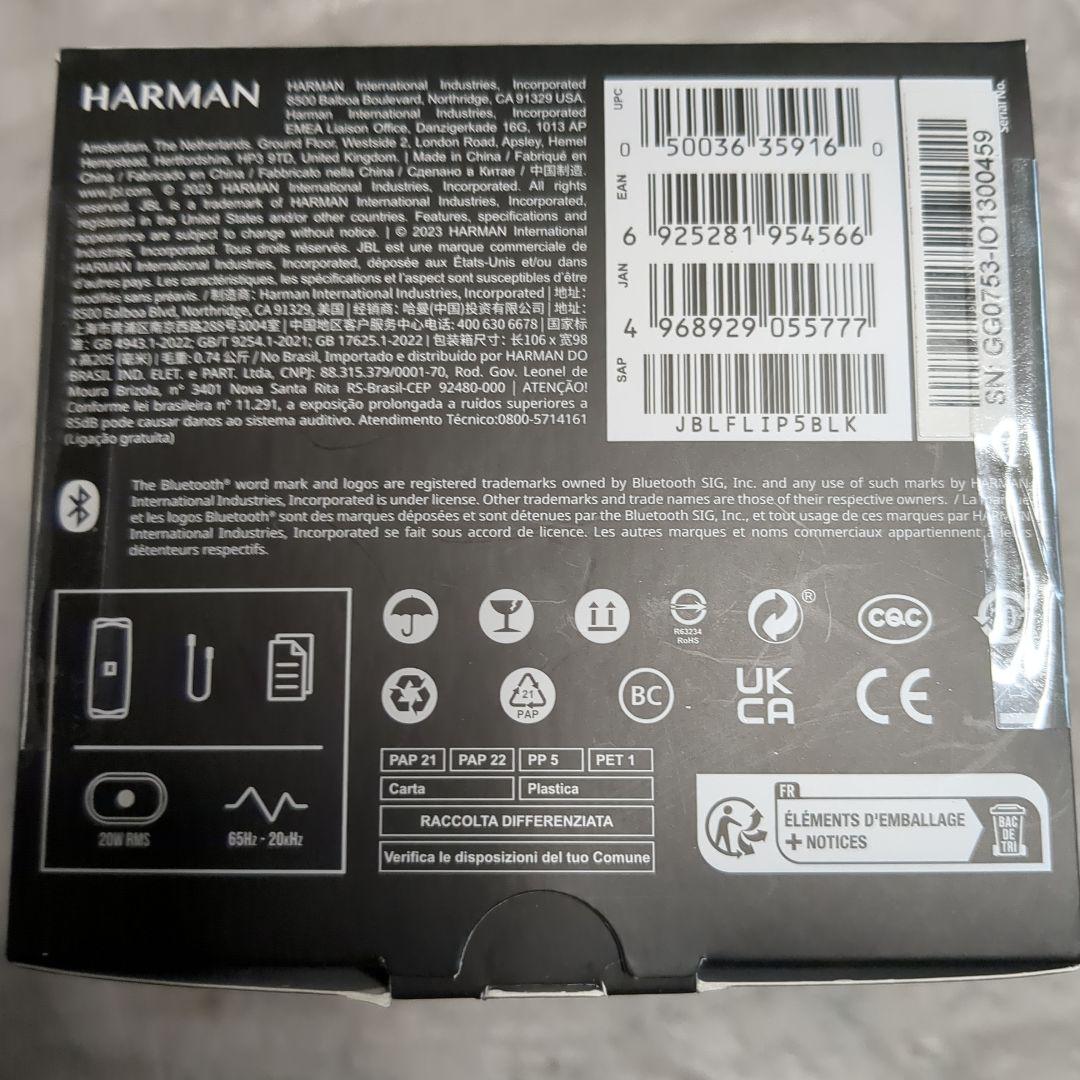 HARMAN
HARMAN International Industries, Incorporated
8500 Balboa Boulevard, Northridge, CA 91329 USA.
Harman International Industries, Incorporated
EMEA Liaison Office, Danzigerkade 16G, 1013 AP
Amsterdam, The Netherlands. Ground Floor, Westside 2, London Road, Apsley, Hemel
Hempstead, Hertfordshire, HP3 9TD, United Kingdom. | Made in China / Fabriqué en
China / Fabricado en China / Fabbricato nella China / Сделано в Китае / 中国制造.
www.jbl.com. © 2023 HARMAN International Industries, Incorporated. All rights
reserved. JBL is a trademark of HARMAN International Industries, Incorporated,
registered in the United States and/or other countries. Features, specifications and
appearance are subject to change without notice. | © 2023 HARMAN International
Industries, Incorporated. Tous droits réservés. JBL est une marque commerciale de
HARMAN International Industries, Incorporated, déposée aux États-Unis et/ou dans
d'autres pays. Les caractéristiques, les spécifications et l'aspect sont susceptibles d'être
modifiés sans préavis. / 制造商: Harman International Industries, Incorporated | 地址:
8500 Balboa Blvd, Northridge, CA 91329, 美国 | 经销商: 哈曼(中国)投资有限公司 | 地址:
上海市黄浦区南京西路288号3004室 | 中国地区客户服务中心电话: 400 630 6678 | 国家标
准: GB 4943.1-2022; GB/T 9254.1-2021; GB 17625.1-2022 | 包装箱尺寸: 长106 x 宽98
x 高205 (毫米) | 毛重: 0.74 公斤 / No Brasil, Importado e distribuído por HARMAN DO
BRASIL IND. ELET. e PART. Ltda, CNPJ: 88.315.379/0001-70, Rod. Gov. Leonel de
Moura Brizola, n° 3401 Nova Santa Rita RS-Brasil-CEP 92480-000 | ATENÇÃO!
Conforme lei brasileira n° 11.291, a exposição prolongada a ruídos superiores a
85dB pode causar danos ao sistema auditivo. Atendimento Técnico:0800-5714161
(Ligação gratuita)
UPC
0 50036 35916 0
EAN
6 925281 954566
JAN
4 968929 055777
SAP
JBLFLIP5BLK
Serial No.
SN: GG0753-IO1300459
The Bluetooth® word mark and logos are registered trademarks owned by Bluetooth SIG, Inc. and any use of such marks by HARMAN
International Industries, Incorporated is under license. Other trademarks and trade names are those of their respective owners. / La marque
et les logos Bluetooth® sont des marques déposées et sont détenues par the Bluetooth SIG, Inc., et tout usage de ces marques par HARMAN
International Industries, Incorporated se fait sous accord de licence. Les autres marques et noms commerciaux appartiennent à leurs
détenteurs respectifs.
R63234
RoHS
®
CQC
21
PAP
BC
UK
CA
CE
20W RMS
65Hz - 20kHz
PAP 21 PAP 22 PP 5 PET 1
Carta Plastica
RACCOLTA DIFFERENZIATA
Verifica le disposizioni del tuo Comune
FR
ÉLÉMENTS D'EMBALLAGE
+ NOTICES
BAC
DE
TRI